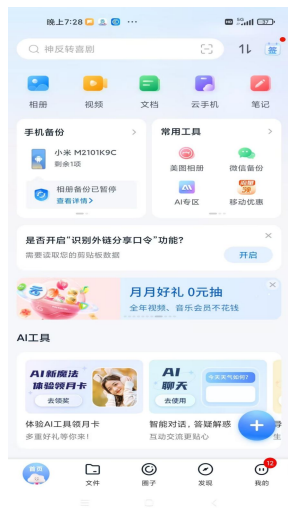 晚上7:28
神反转喜剧
签
相册 视频 文档 云手机 笔记
手机备份
常用工具
小米 M2101K9C
剩余1项
美图相册 微信备份
相册备份已暂停
查看详情
AI专区 移动优惠
是否开启"识别外链分享口令"功能?
需要读取您的剪贴板数据
开启
月月好礼 0元抽
全年视频、音乐会员不花钱
AI工具
AI新魔法
体验领月卡
去领奖
AI
聊天
去使用
今天天气如何?
体验AI工具领月卡
多重好礼等你来!
智能对话,答疑解惑
互动交流更贴心
12
首页 文件 圈子 发现 我的